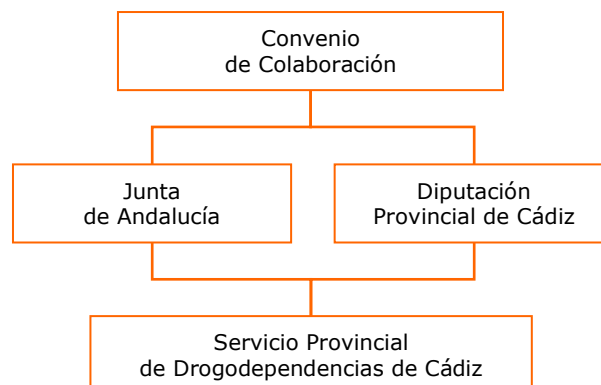 Convenio
de Colaboración
Junta
de Andalucía
Diputación
Provincial de Cádiz
Servicio Provincial
de Drogodependencias de Cádiz